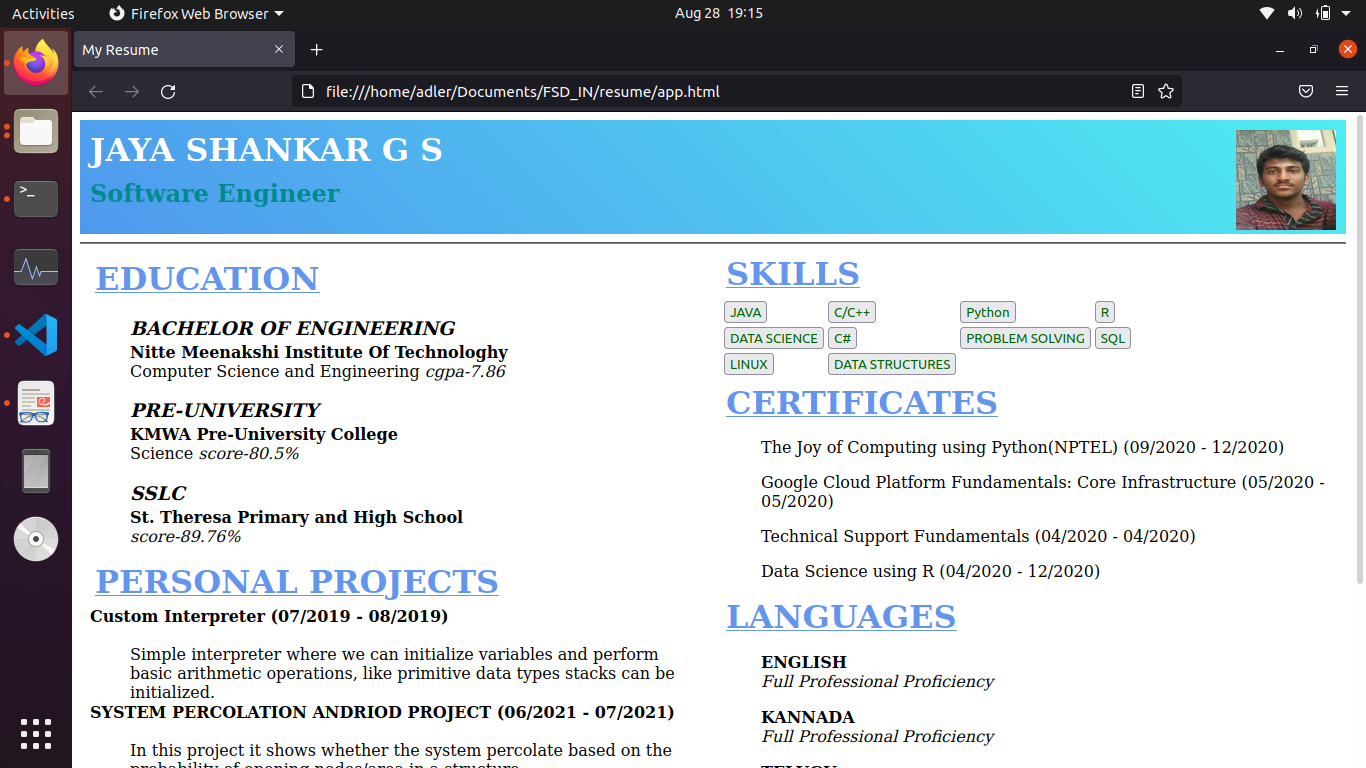 Activities
Firefox Web Browser
Aug 28 19:15
My Resume
file:///home/adler/Documents/FSD_IN/resume/app.html
JAYA SHANKAR G S
Software Engineer
EDUCATION
BACHELOR OF ENGINEERING
Nitte Meenakshi Institute Of Technologhy
Computer Science and Engineering cgpa-7.86
PRE-UNIVERSITY
KMWA Pre-University College
Science score-80.5%
SSLC
St. Theresa Primary and High School
score-89.76%
PERSONAL PROJECTS
Custom Interpreter (07/2019 - 08/2019)
Simple interpreter where we can initialize variables and perform
basic arithmetic operations, like primitive data types stacks can be
initialized.
SYSTEM PERCOLATION ANDRIOD PROJECT (06/2021 - 07/2021)
In this project it shows whether the system percolate based on the
probability of opening nodes/area in a structure
SKILLS
JAVA C/C++ Python R
DATA SCIENCE C# PROBLEM SOLVING SQL
LINUX DATA STRUCTURES
CERTIFICATES
The Joy of Computing using Python(NPTEL) (09/2020 - 12/2020)
Google Cloud Platform Fundamentals: Core Infrastructure (05/2020 -
05/2020)
Technical Support Fundamentals (04/2020 - 04/2020)
Data Science using R (04/2020 - 12/2020)
LANGUAGES
ENGLISH
Full Professional Proficiency
KANNADA
Full Professional Proficiency
TELUGU